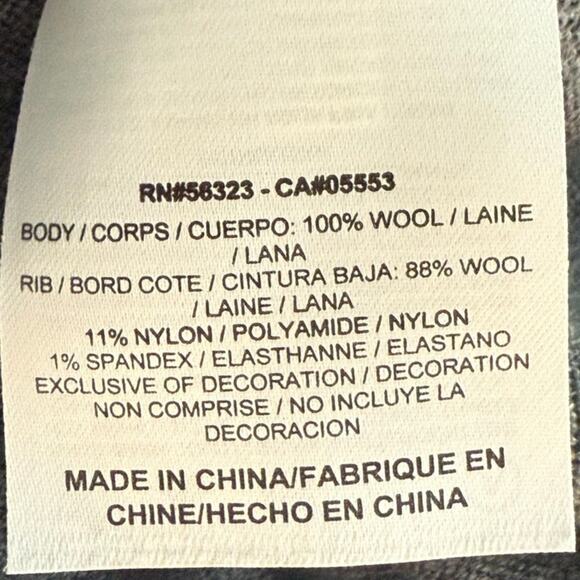 RN#56323 - CA#05553
BODY / CORPS / CUERPO: 100% WOOL / LAINE
/ LANA
RIB / BORD COTE / CINTURA BAJA: 88% WOOL
/ LAINE / LANA
11% NYLON / POLYAMIDE / NYLON
1% SPANDEX / ELASTHANNE / ELASTANO
EXCLUSIVE OF DECORATION / DECORATION
NON COMPRISE / NO INCLUYE LA
DECORACION
MADE IN CHINA/FABRIQUE EN
CHINE/HECHO EN CHINA